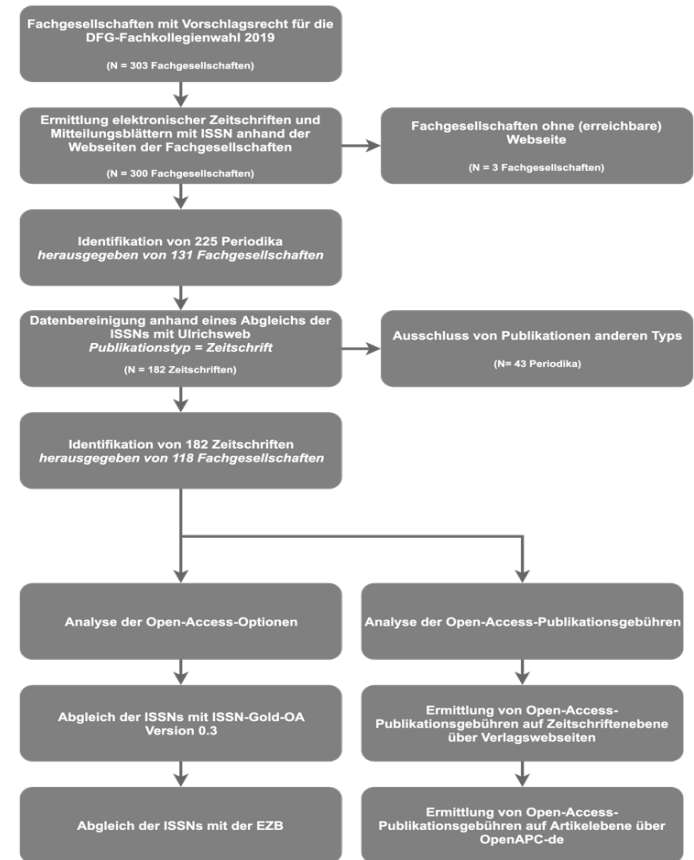 Fachgesellschaften mit Vorschlagsrecht für die
DFG-Fachkollegienwahl 2019
(N = 303 Fachgesellschaften)
Ermittlung elektronischer Zeitschriften und
Mitteilungsblättern mit ISSN anhand der
Webseiten der Fachgesellschaften
(N = 300 Fachgesellschaften)
Fachgesellschaften ohne (erreichbare)
Webseite
(N = 3 Fachgesellschaften)
Identifikation von 225 Periodika
herausgegeben von 131 Fachgesellschaften
Datenbereinigung anhand eines Abgleichs der
ISSNs mit Ulrichsweb
Publikationstyp = Zeitschrift
(N = 182 Zeitschriften)
Ausschluss von Publikationen anderen Typs
(N= 43 Periodika)
Identifikation von 182 Zeitschriften
herausgegeben von 118 Fachgesellschaften
Analyse der Open-Access-Optionen
Analyse der Open-Access-Publikationsgebühren
Abgleich der ISSNs mit ISSN-Gold-OA
Version 0.3
Ermittlung von Open-Access-
Publikationsgebühren auf Zeitschriftenebene
über Verlagswebseiten
Abgleich der ISSNs mit der EZB
Ermittlung von Open-Access-
Publikationsgebühren auf Artikelebene über
OpenAPC-de